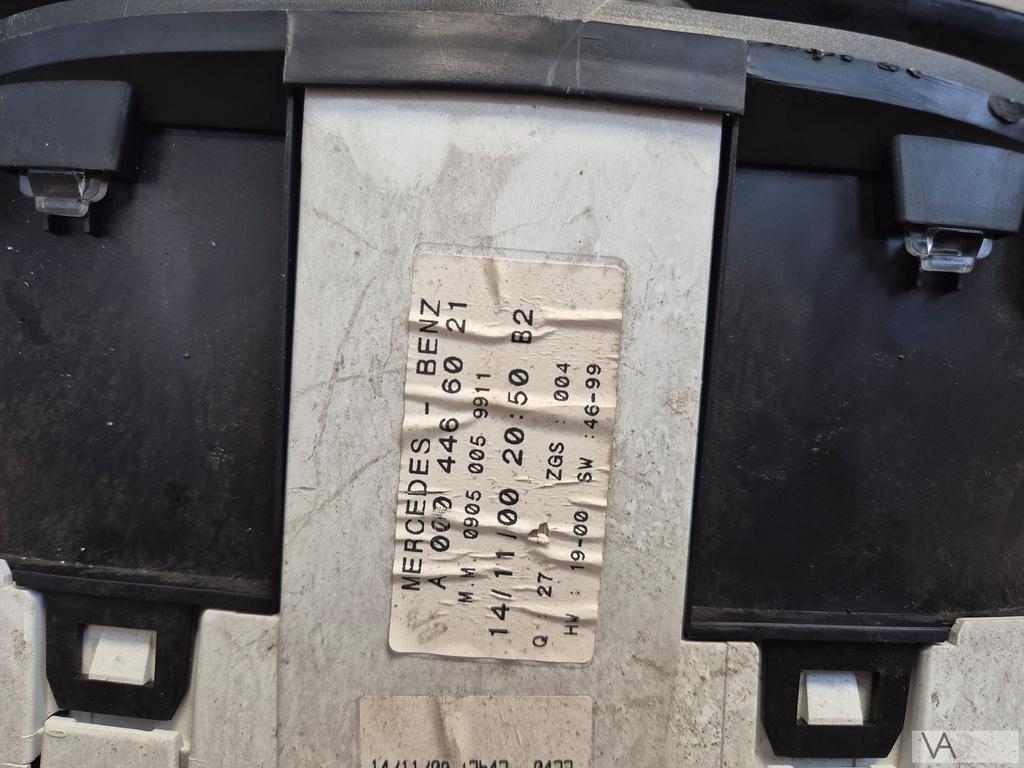 MERCEDES - BENZ
A 000 446 60 21
M.M 0905 005 9911
14/11/00 20:50 B2
Q : 27 ZGS : 004
HW : 19-00 SW : 46-99
VA